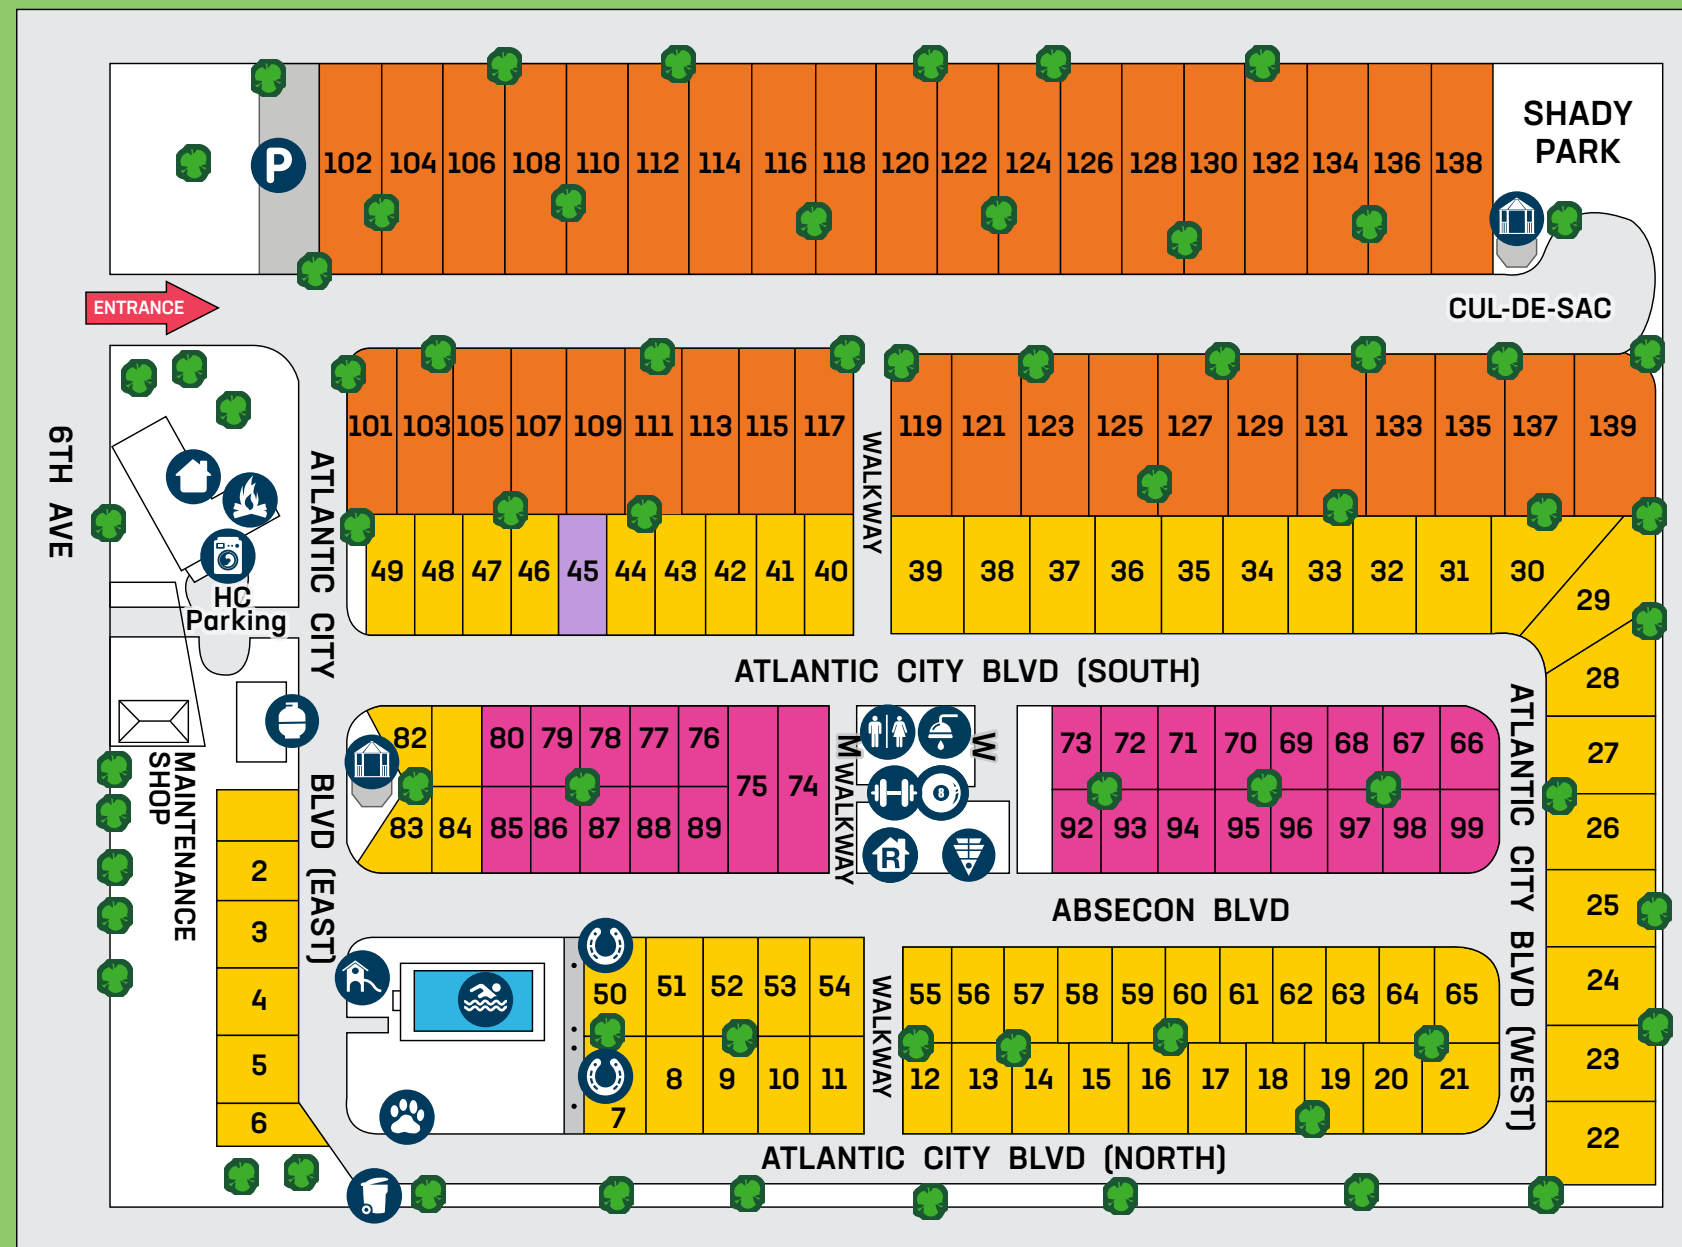 SHADY
PARK
P
102 104 106 108 110 112 114 116 118 120 122 124 126 128 130 132 134 136 138
ENTRANCE
CUL-DE-SAC
101 103 105 107 109 111 113 115 117
119 121 123 125 127 129 131 133 135 137 139
6TH AVE
WALKWAY
49 48 47 46 45 44 43 42 41 40
39 38 37 36 35 34 33 32 31 30
29
28
27
26
25
24
23
22
HC
Parking
ATLANTIC CITY BLVD (EAST)
ATLANTIC CITY BLVD (SOUTH)
ATLANTIC CITY BLVD (WEST)
MAINTENANCE
SHOP
82 80 79 78 77 76
75 74
83 84 85 86 87 88 89
M
W
8
R
WALKWAY
73 72 71 70 69 68 67 66
92 93 94 95 96 97 98 99
2
3
4
5
6
ABSECON BLVD
50 51 52 53 54
7 8 9 10 11
WALKWAY
55 56 57 58 59 60 61 62 63 64 65
12 13 14 15 16 17 18 19 20 21
ATLANTIC CITY BLVD (NORTH)